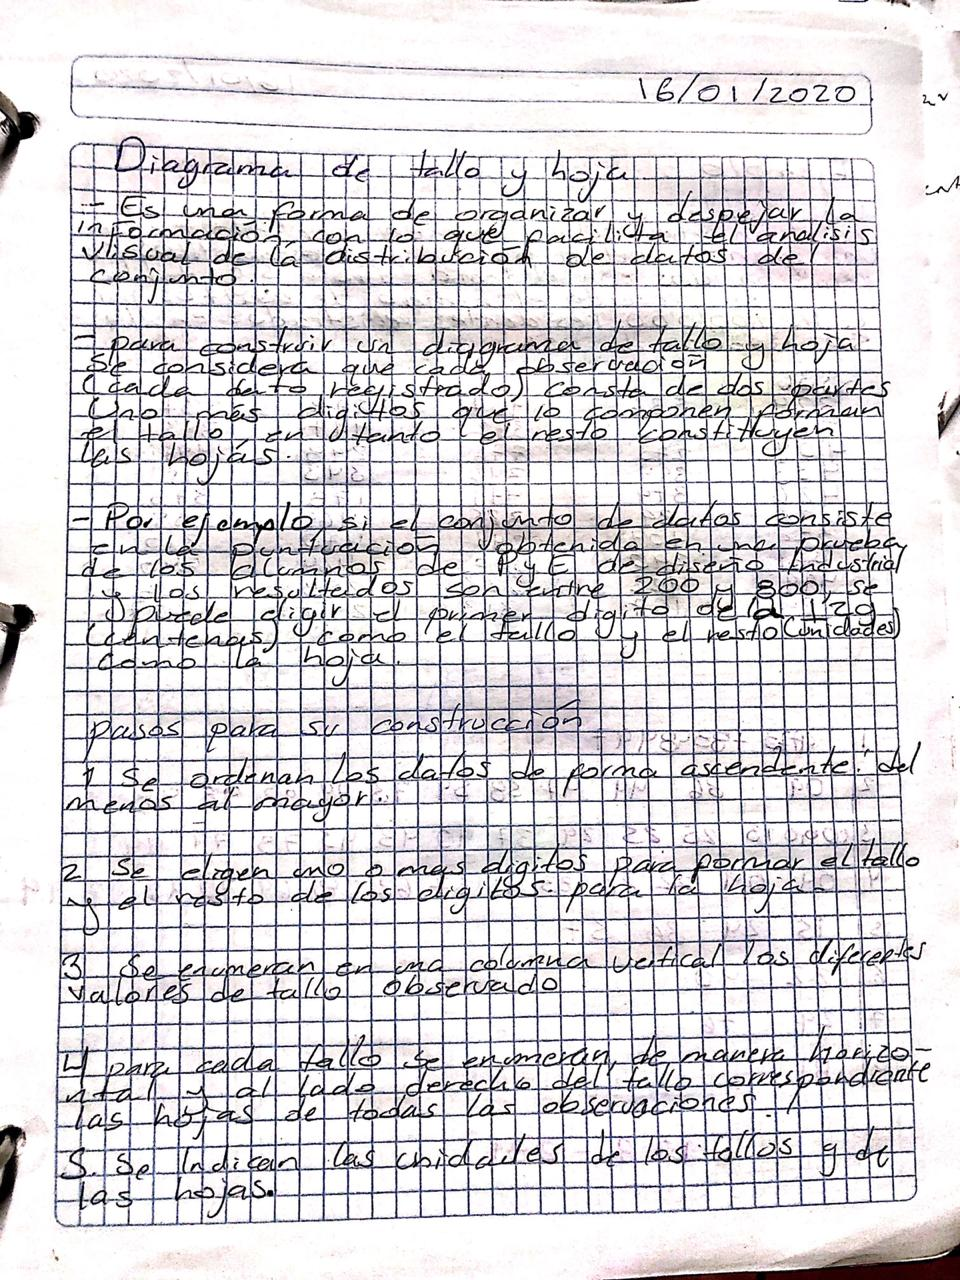 16/01/2020
Diagrama de tallo y hoja
- Es una forma de organizar y despejar la
información, con lo que facilita el analisis
visual de la distribución de datos del
conjunto.
- para construir un diagrama de tallo y hoja
se considera que cada observación
(cada dato registrado) consta de dos partes
Uno mas digitos que lo componen forman
el tallo, en tanto el resto constituyen
las hojas.
- Por ejemplo si el conjunto de datos consiste
en la puntuación obtenida en una prueba
de los alumnos de PyE de diseño Industrial
y los resultados son entre 200 y 800, se
puede eligir el primer digito de la
(centenas) como el tallo y el resto (unidades)
como la hoja.
pasos para su construcción
1 Se ordenan los datos de forma ascendente: del
menos al mayor.
2 Se eligen uno o mas digitos para formar el tallo
y el resto de los digitos para la hoja.
3 Se enumeran en una columna vertical los diferentes
valores de tallo observado
4 para cada tallo se enumeran, de manera horizo-
ntal y al lado derecho del tallo correspondiente
las hojas de todas las observaciones.
5. Se Indican las unidades de los tallos y de
las hojas.